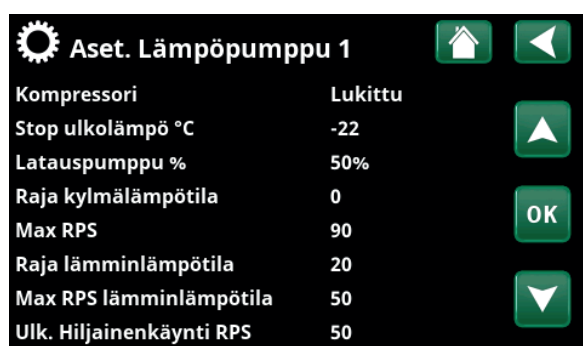 Aset. Lämpöpumppu 1
Kompressori Lukittu
Stop ulkolämpö °C -22
Latauspumppu % 50%
Raja kylmälämpötila 0
Max RPS 90
OK
Raja lämminlämpötila 20
Max RPS lämminlämpötila 50
Ulk. Hiljainenkäynti RPS 50